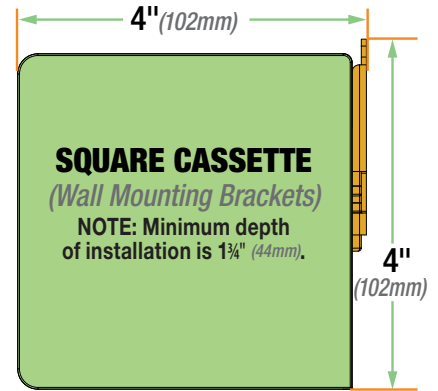 4" (102mm)
SQUARE CASSETTE
(Wall Mounting Brackets)
NOTE: Minimum depth
of installation is 1¾" (44mm).
4"
(102mm)